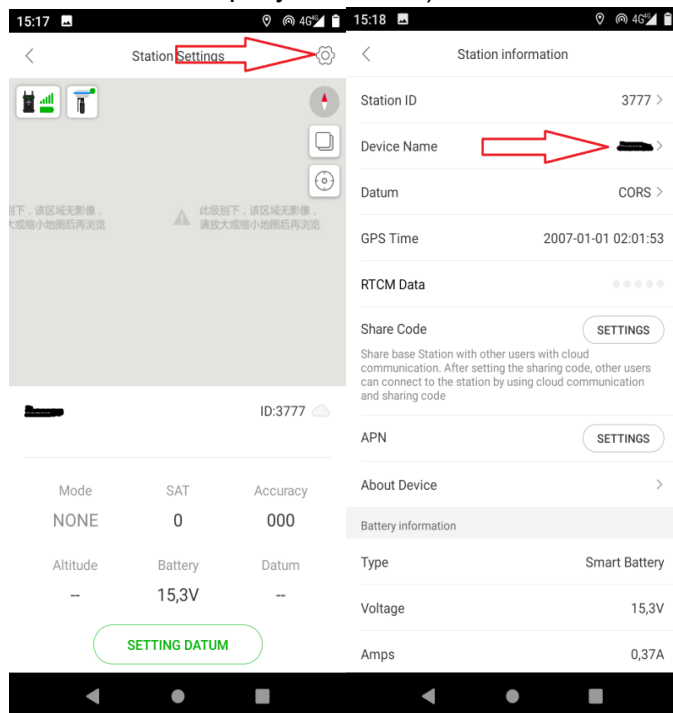 15:17
4G
Station Settings
此级别下,该区域无影像,
请放大或缩小地图后再浏览
ID:3777
Mode SAT Accuracy
NONE 0 000
Altitude Battery Datum
-- 15,3V --
SETTING DATUM
15:18
4G
Station information
Station ID 3777
Device Name
Datum CORS
GPS Time 2007-01-01 02:01:53
RTCM Data
Share Code SETTINGS
Share base Station with other users with cloud
communication. After setting the sharing code, other users
can connect to the station by using cloud communication
and sharing code
APN SETTINGS
About Device
Battery information
Type Smart Battery
Voltage 15,3V
Amps 0,37A